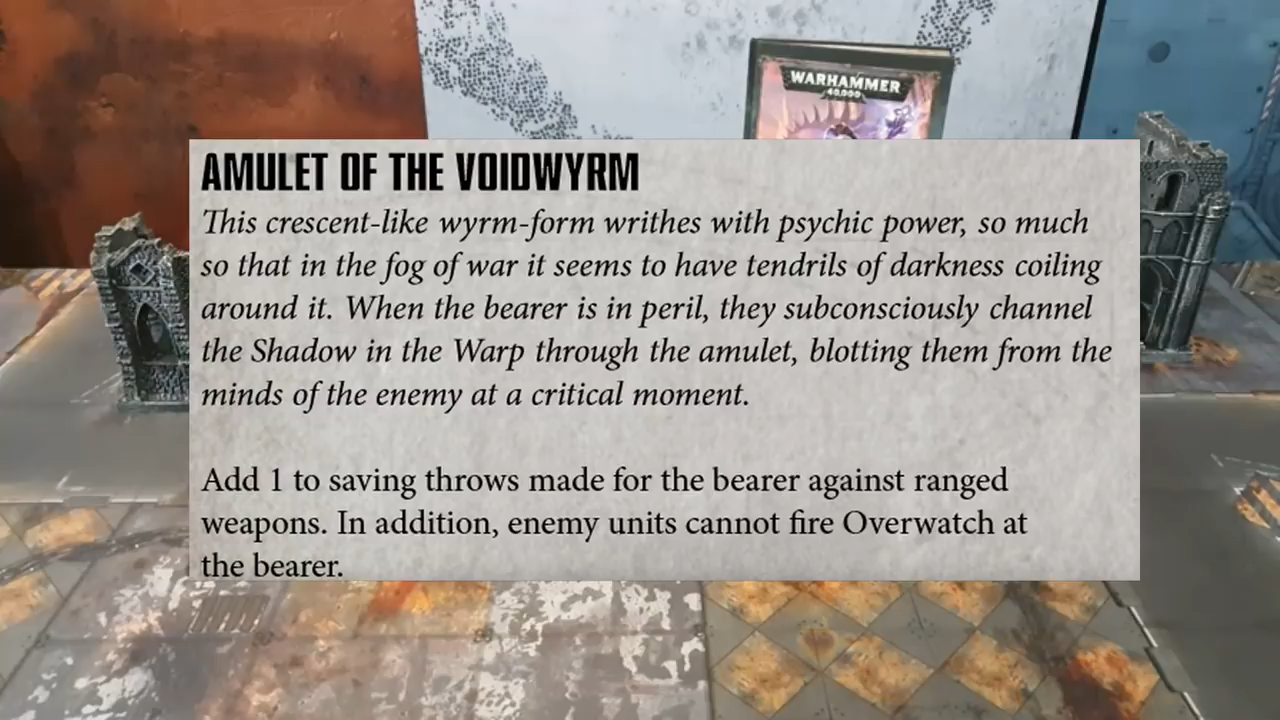 WARHAMMER
40,000
AMULET OF THE VOIDWYRM
This crescent-like wyrm-form writhes with psychic power, so much
so that in the fog of war it seems to have tendrils of darkness coiling
around it. When the bearer is in peril, they subconsciously channel
the Shadow in the Warp through the amulet, blotting them from the
minds of the enemy at a critical moment.
Add 1 to saving throws made for the bearer against ranged
weapons. In addition, enemy units cannot fire Overwatch at
the bearer.